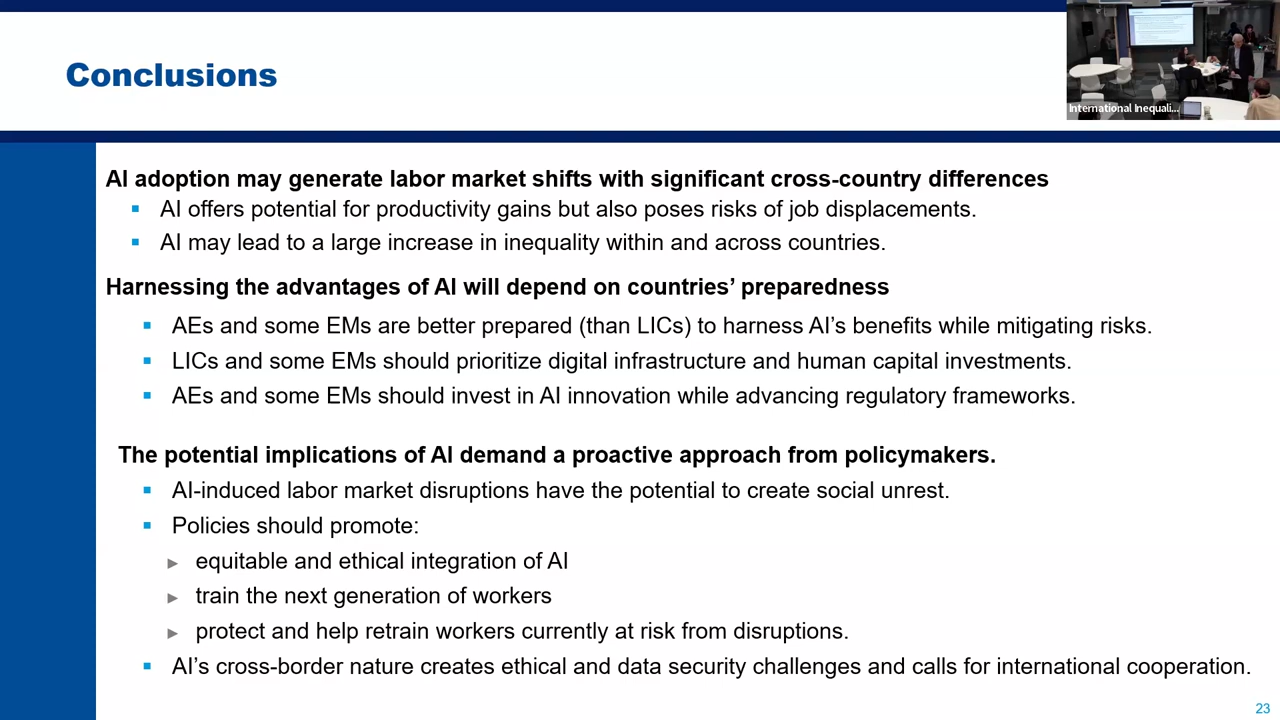 Conclusions
International Inequali...
AI adoption may generate labor market shifts with significant cross-country differences
▪ AI offers potential for productivity gains but also poses risks of job displacements.
▪ AI may lead to a large increase in inequality within and across countries.
Harnessing the advantages of AI will depend on countries’ preparedness
▪ AEs and some EMs are better prepared (than LICs) to harness AI’s benefits while mitigating risks.
▪ LICs and some EMs should prioritize digital infrastructure and human capital investments.
▪ AEs and some EMs should invest in AI innovation while advancing regulatory frameworks.
The potential implications of AI demand a proactive approach from policymakers.
▪ AI-induced labor market disruptions have the potential to create social unrest.
▪ Policies should promote:
► equitable and ethical integration of AI
► train the next generation of workers
► protect and help retrain workers currently at risk from disruptions.
▪ AI’s cross-border nature creates ethical and data security challenges and calls for international cooperation.
23